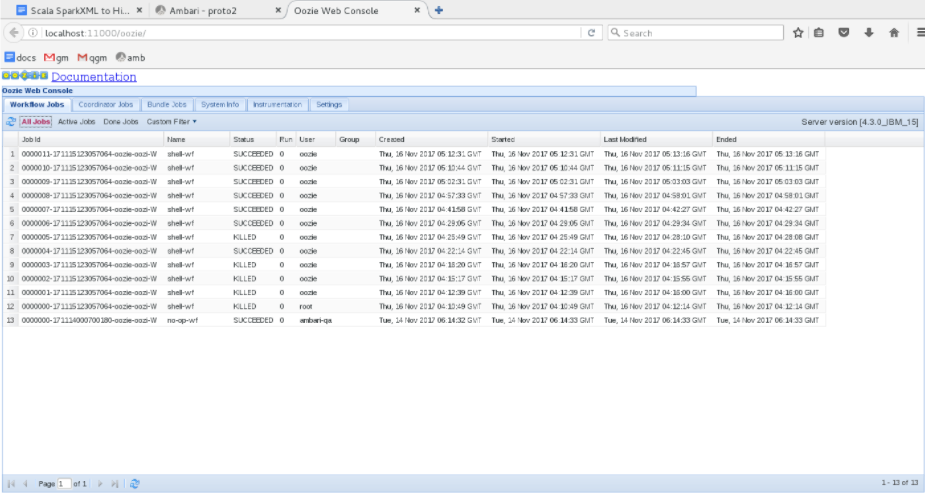 Scala SparkXML to Hi... × Ambari - proto2 × Oozie Web Console ×
localhost:11000/oozie/ Search
docs gm qgm amb
Documentation
Oozie Web Console
Workflow Jobs Coordinator Jobs Bundle Jobs System Info Instrumentation Settings
All Jobs Active Jobs Done Jobs Custom Filter Server version [4.3.0_IBM_15]
Job Id Name Status Run User Group Created Started Last Modified Ended
1 0000011-171115123057064-oozie-oozi-W shell-wf SUCCEEDED 0 oozie Thu, 16 Nov 2017 05:12:31 GMT Thu, 16 Nov 2017 05:12:31 GMT Thu, 16 Nov 2017 05:13:16 GMT Thu, 16 Nov 2017 05:13:16 GMT
2 0000010-171115123057064-oozie-oozi-W shell-wf SUCCEEDED 0 oozie Thu, 16 Nov 2017 05:10:44 GMT Thu, 16 Nov 2017 05:10:44 GMT Thu, 16 Nov 2017 05:11:15 GMT Thu, 16 Nov 2017 05:11:15 GMT
3 0000009-171115123057064-oozie-oozi-W shell-wf SUCCEEDED 0 oozie Thu, 16 Nov 2017 05:02:31 GMT Thu, 16 Nov 2017 05:02:31 GMT Thu, 16 Nov 2017 05:03:03 GMT Thu, 16 Nov 2017 05:03:03 GMT
4 0000008-171115123057064-oozie-oozi-W shell-wf SUCCEEDED 0 oozie Thu, 16 Nov 2017 04:57:33 GMT Thu, 16 Nov 2017 04:57:33 GMT Thu, 16 Nov 2017 04:58:01 GMT Thu, 16 Nov 2017 04:58:01 GMT
5 0000007-171115123057064-oozie-oozi-W shell-wf SUCCEEDED 0 oozie Thu, 16 Nov 2017 04:41:58 GMT Thu, 16 Nov 2017 04:41:58 GMT Thu, 16 Nov 2017 04:42:27 GMT Thu, 16 Nov 2017 04:42:27 GMT
6 0000006-171115123057064-oozie-oozi-W shell-wf SUCCEEDED 0 oozie Thu, 16 Nov 2017 04:29:05 GMT Thu, 16 Nov 2017 04:29:05 GMT Thu, 16 Nov 2017 04:29:34 GMT Thu, 16 Nov 2017 04:29:34 GMT
7 0000005-171115123057064-oozie-oozi-W shell-wf KILLED 0 oozie Thu, 16 Nov 2017 04:25:49 GMT Thu, 16 Nov 2017 04:25:49 GMT Thu, 16 Nov 2017 04:28:10 GMT Thu, 16 Nov 2017 04:28:08 GMT
8 0000004-171115123057064-oozie-oozi-W shell-wf SUCCEEDED 0 oozie Thu, 16 Nov 2017 04:22:14 GMT Thu, 16 Nov 2017 04:22:14 GMT Thu, 16 Nov 2017 04:22:45 GMT Thu, 16 Nov 2017 04:22:45 GMT
9 0000003-171115123057064-oozie-oozi-W shell-wf KILLED 0 oozie Thu, 16 Nov 2017 04:16:20 GMT Thu, 16 Nov 2017 04:16:20 GMT Thu, 16 Nov 2017 04:16:57 GMT Thu, 16 Nov 2017 04:16:57 GMT
10 0000002-171115123057064-oozie-oozi-W shell-wf KILLED 0 oozie Thu, 16 Nov 2017 04:15:17 GMT Thu, 16 Nov 2017 04:15:17 GMT Thu, 16 Nov 2017 04:15:55 GMT Thu, 16 Nov 2017 04:15:55 GMT
11 0000001-171115123057064-oozie-oozi-W shell-wf KILLED 0 oozie Thu, 16 Nov 2017 04:12:39 GMT Thu, 16 Nov 2017 04:12:39 GMT Thu, 16 Nov 2017 04:16:00 GMT Thu, 16 Nov 2017 04:16:00 GMT
12 0000000-171115123057064-oozie-oozi-W shell-wf KILLED 0 root Thu, 16 Nov 2017 04:10:49 GMT Thu, 16 Nov 2017 04:10:49 GMT Thu, 16 Nov 2017 04:12:14 GMT Thu, 16 Nov 2017 04:12:14 GMT
13 0000000-171114000700180-oozie-oozi-W no-op-wf SUCCEEDED 0 ambari-qa Tue, 14 Nov 2017 06:14:32 GMT Tue, 14 Nov 2017 06:14:33 GMT Tue, 14 Nov 2017 06:14:33 GMT Tue, 14 Nov 2017 06:14:33 GMT
Page 1 of 1 1 - 13 of 13